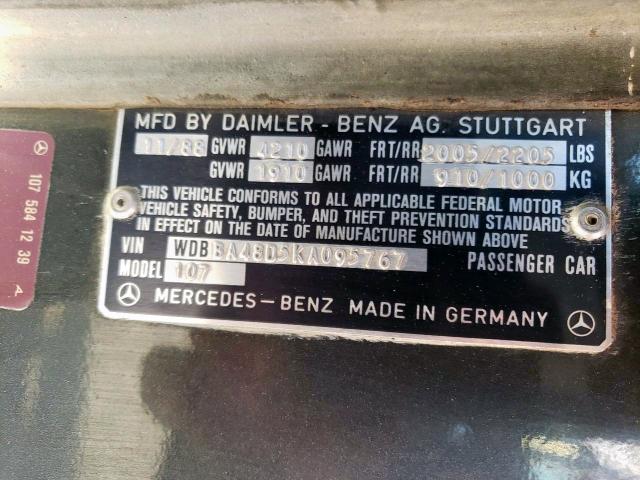 MFD BY DAIMLER - BENZ AG. STUTTGART
11/88 GVWR 4210 GAWR FRT/RR 2005/2205 LBS
GVWR 1910 GAWR FRT/RR 910/1000 KG
THIS VEHICLE CONFORMS TO ALL APPLICABLE FEDERAL MOTOR
VEHICLE SAFETY, BUMPER, AND THEFT PREVENTION STANDARDS
IN EFFECT ON THE DATE OF MANUFACTURE SHOWN ABOVE
VIN WDBBA48D5KA095767
MODEL 107 PASSENGER CAR
MERCEDES-BENZ MADE IN GERMANY
107 584 12 39 A